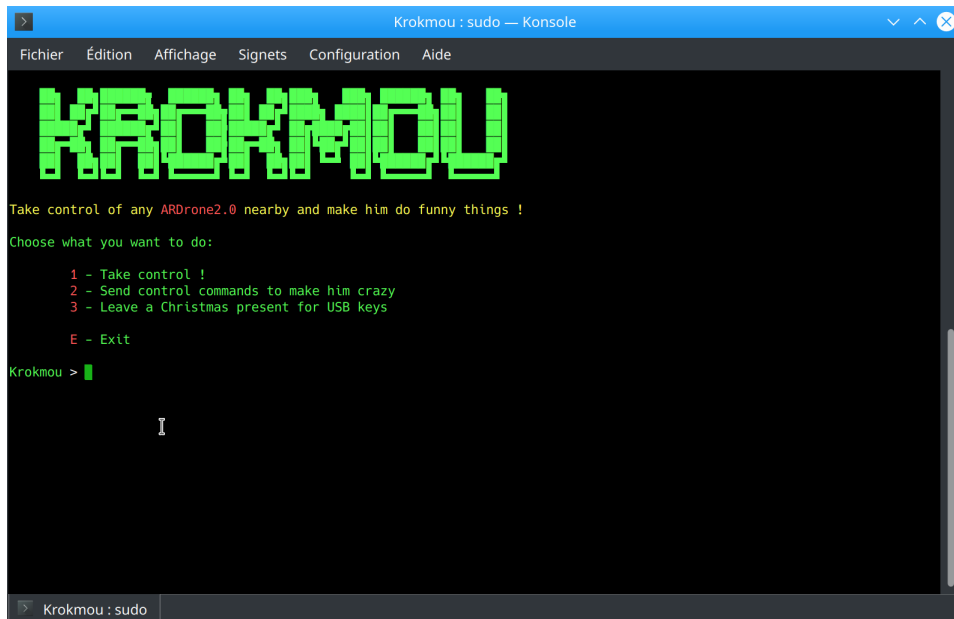 Krokmou : sudo — Konsole
Fichier Édition Affichage Signets Configuration Aide
KROKMOU
Take control of any ARDrone2.0 nearby and make him do funny things !
Choose what you want to do:
1 - Take control !
2 - Send control commands to make him crazy
3 - Leave a Christmas present for USB keys
E - Exit
Krokmou >
Krokmou : sudo